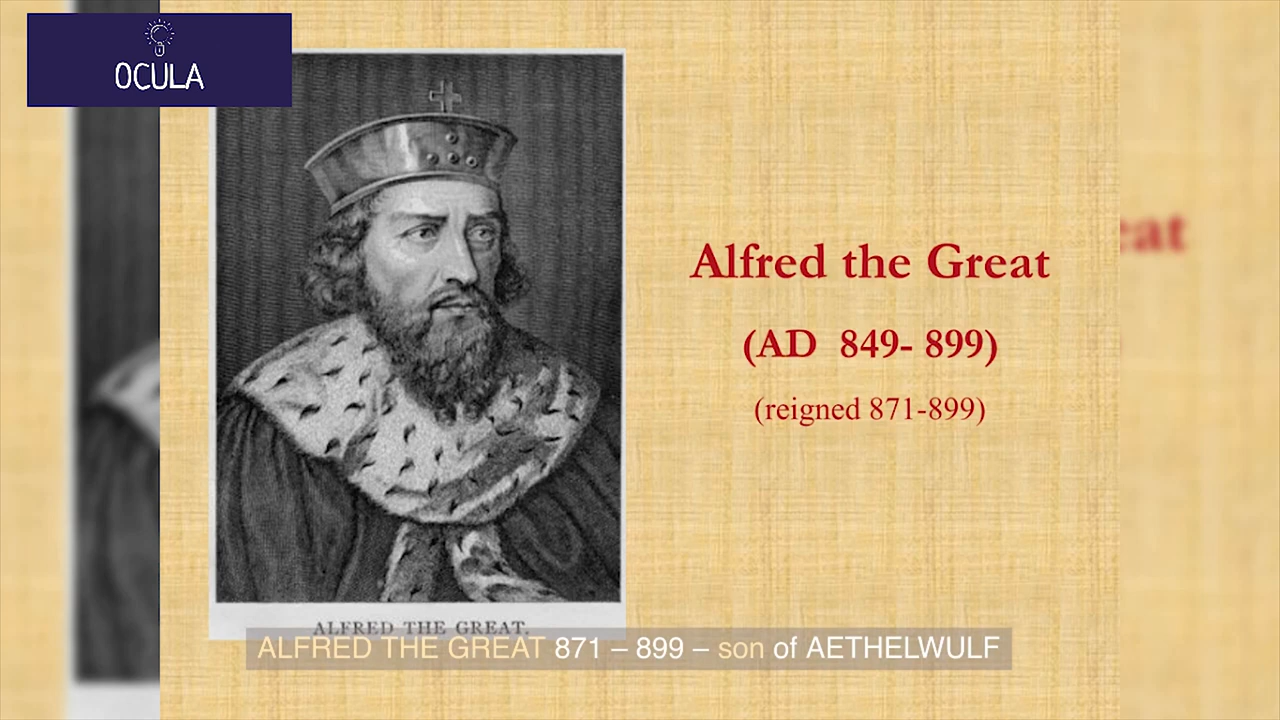 OCULA
Alfred the Great
(AD 849- 899)
(reigned 871-899)
ALFRED THE GREAT.
ALFRED THE GREAT 871 – 899 – son of AETHELWULF
eat